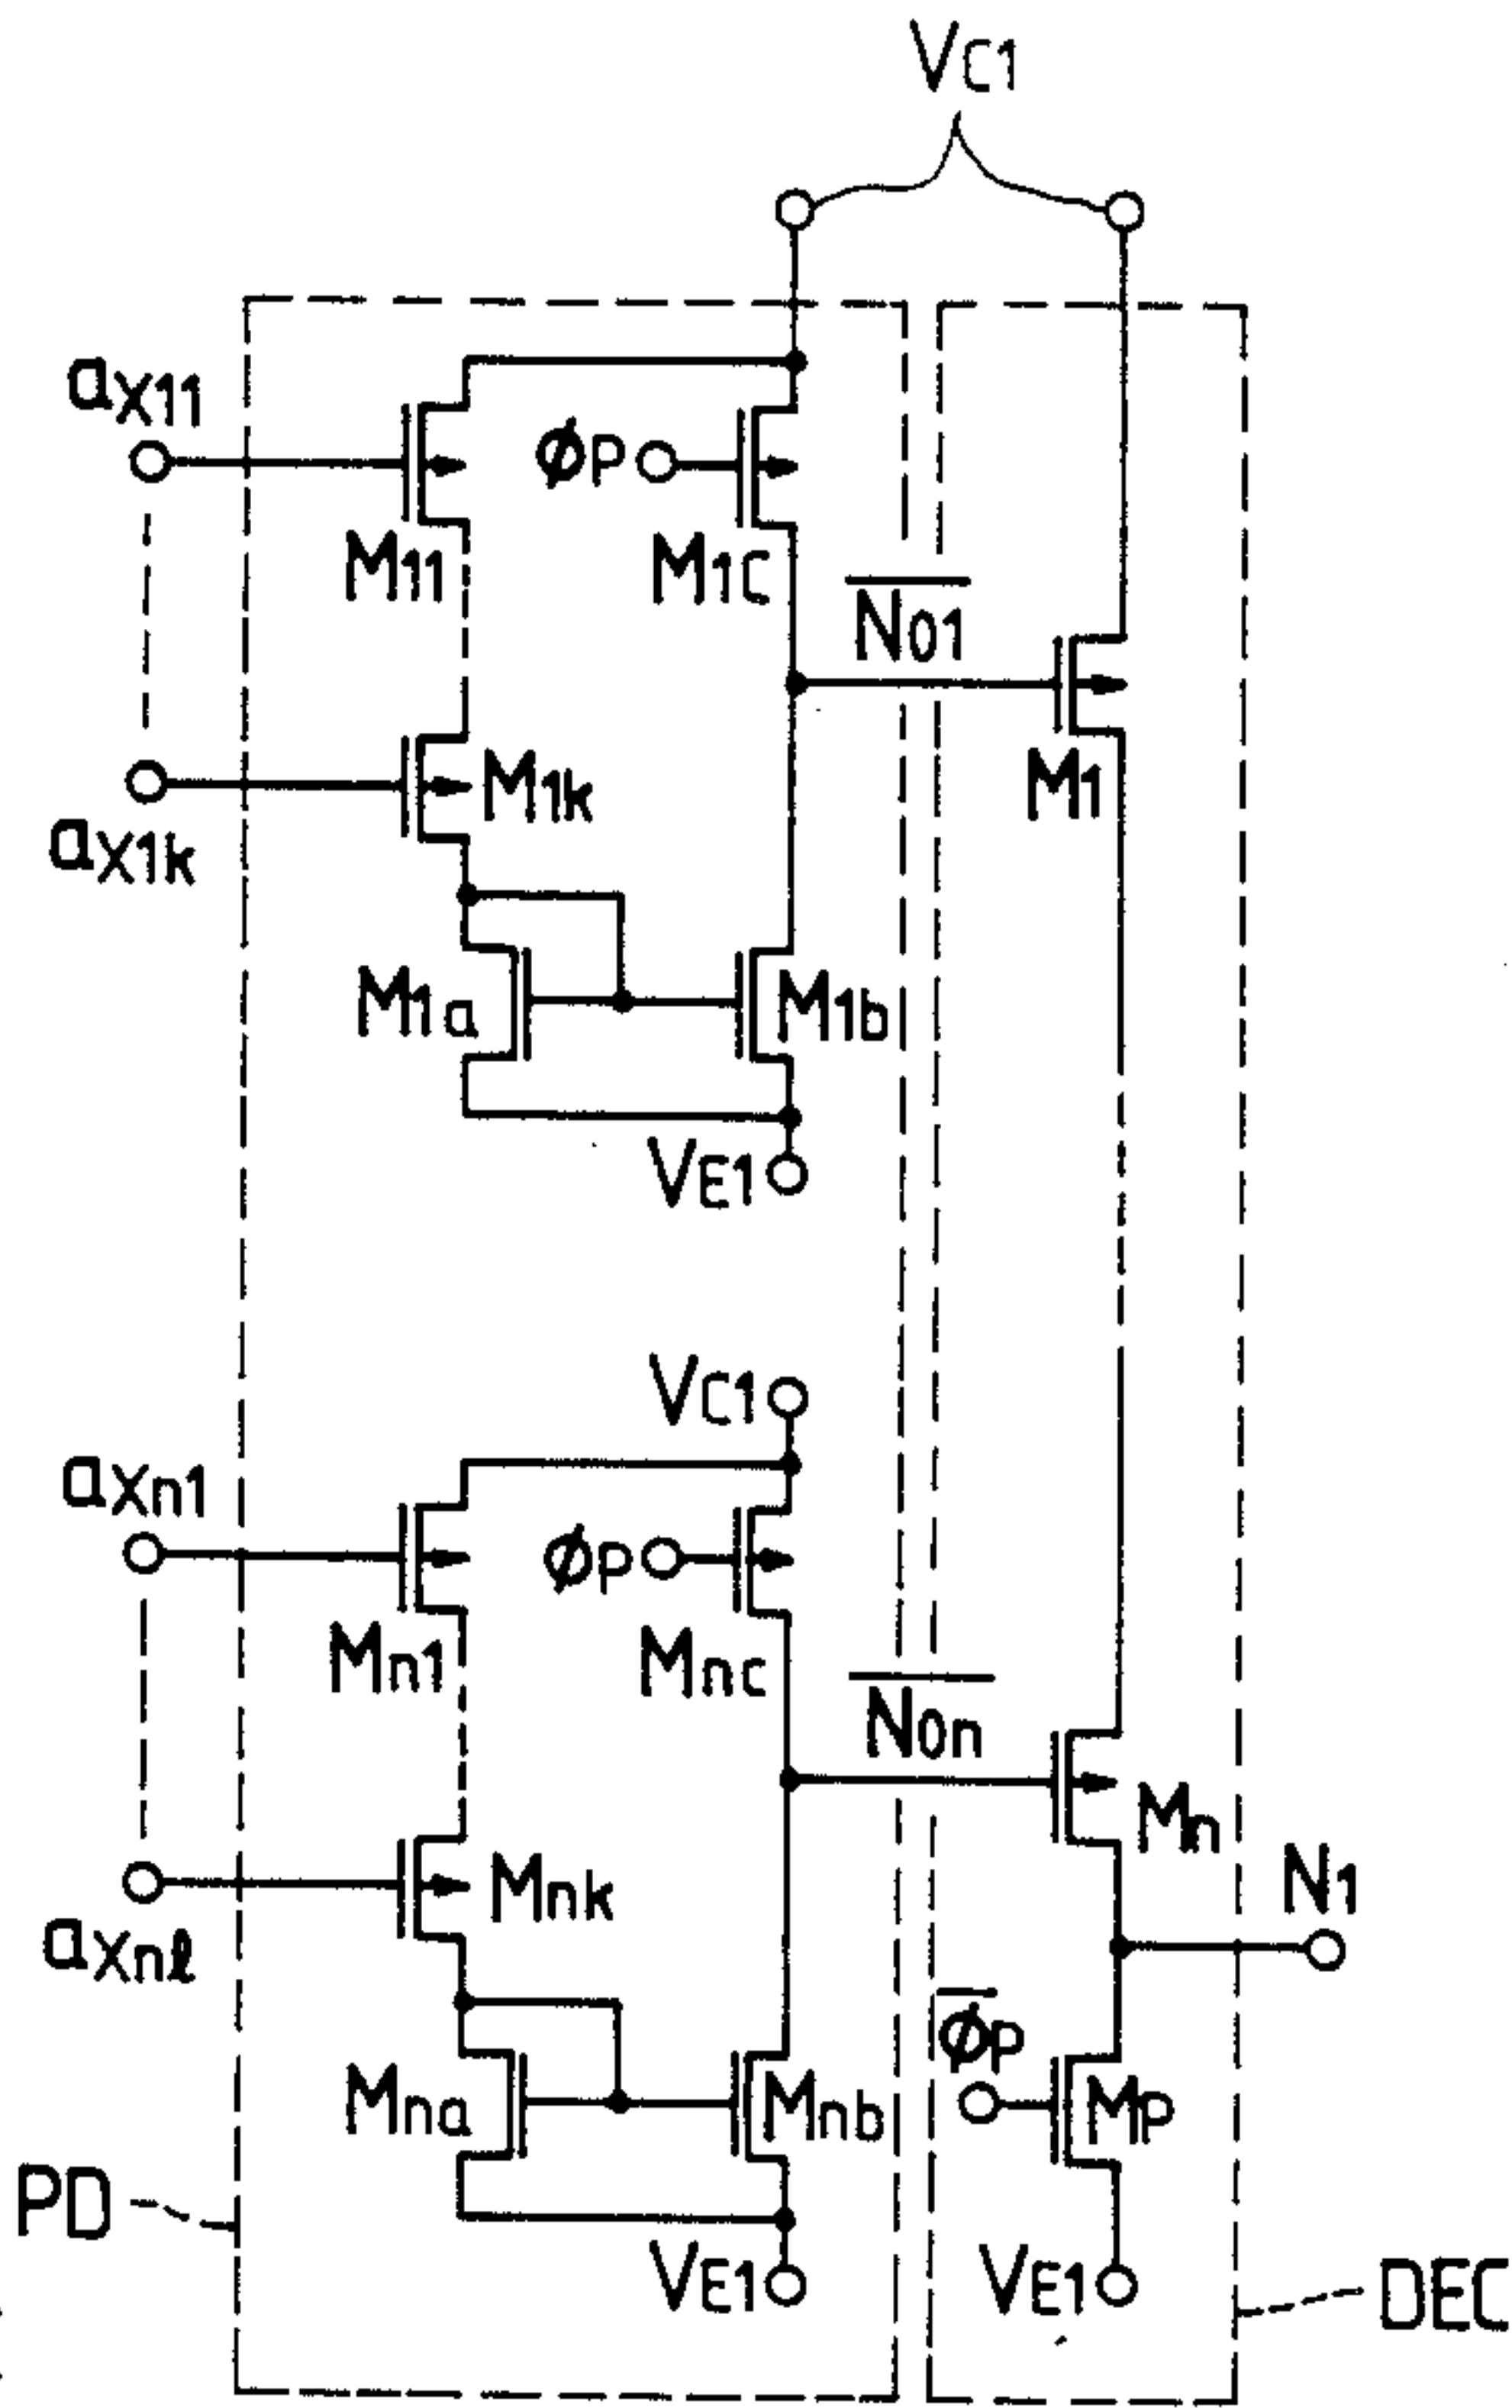 VC1
aX11
φP
M11
M1C
N01
M1k
M1
aX1k
M1a
M1b
VE1
VC1
aXn1
φP
Mn1
Mnc
N0n
Mnk
Mn
N1
aXnl
φP
Mna
Mnb
MP
PD
VE1
VE1
DEC